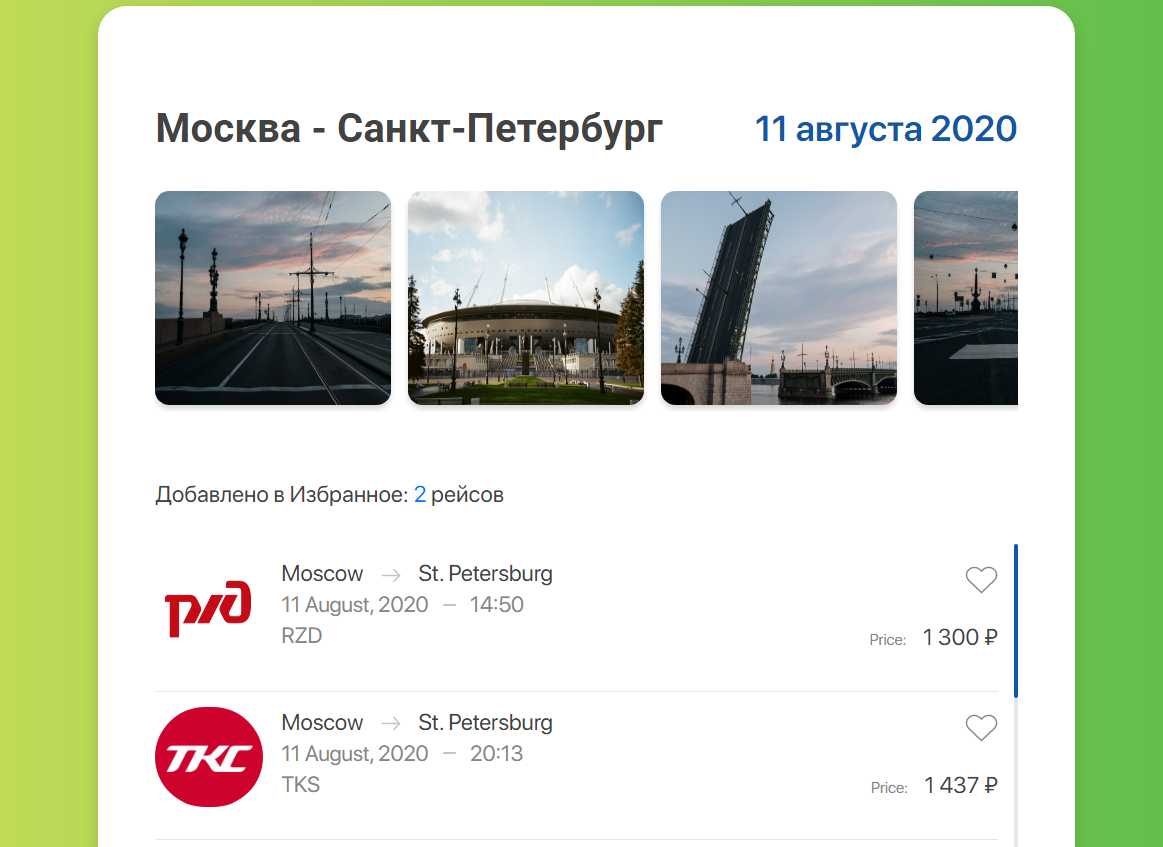 Москва - Санкт-Петербург 11 августа 2020
Добавлено в Избранное: 2 рейсов
Moscow → St. Petersburg
11 August, 2020 — 14:50
ржд
RZD
Price: 1 300 ₽
Moscow → St. Petersburg
11 August, 2020 — 20:13
ТКС
TKS
Price: 1 437 ₽